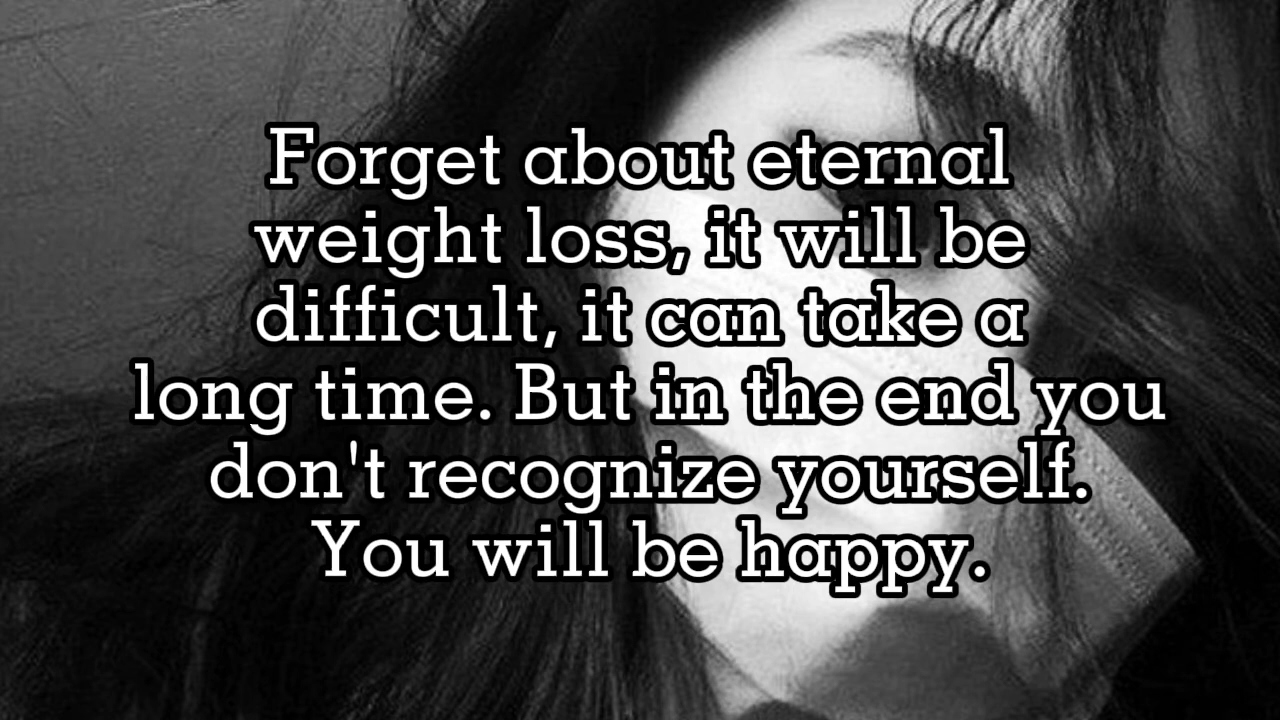 Forget about eternal
weight loss, it will be
difficult, it can take a
long time. But in the end you
don't recognize yourself.
You will be happy.